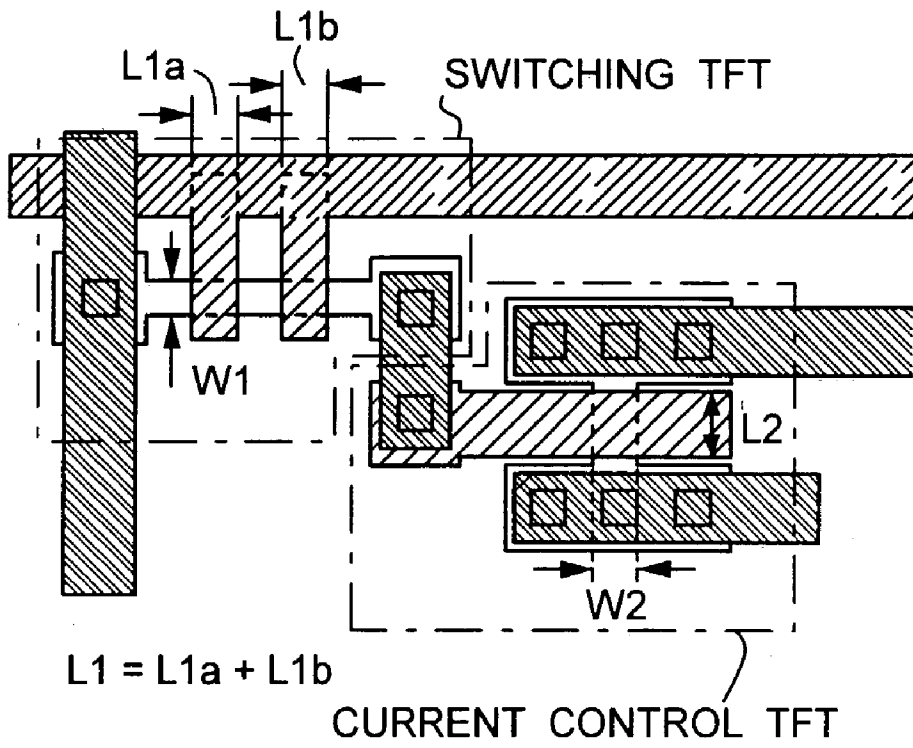 L1b
L1a
SWITCHING TFT
W1
L2
W2
L1 = L1a + L1b
CURRENT CONTROL TFT